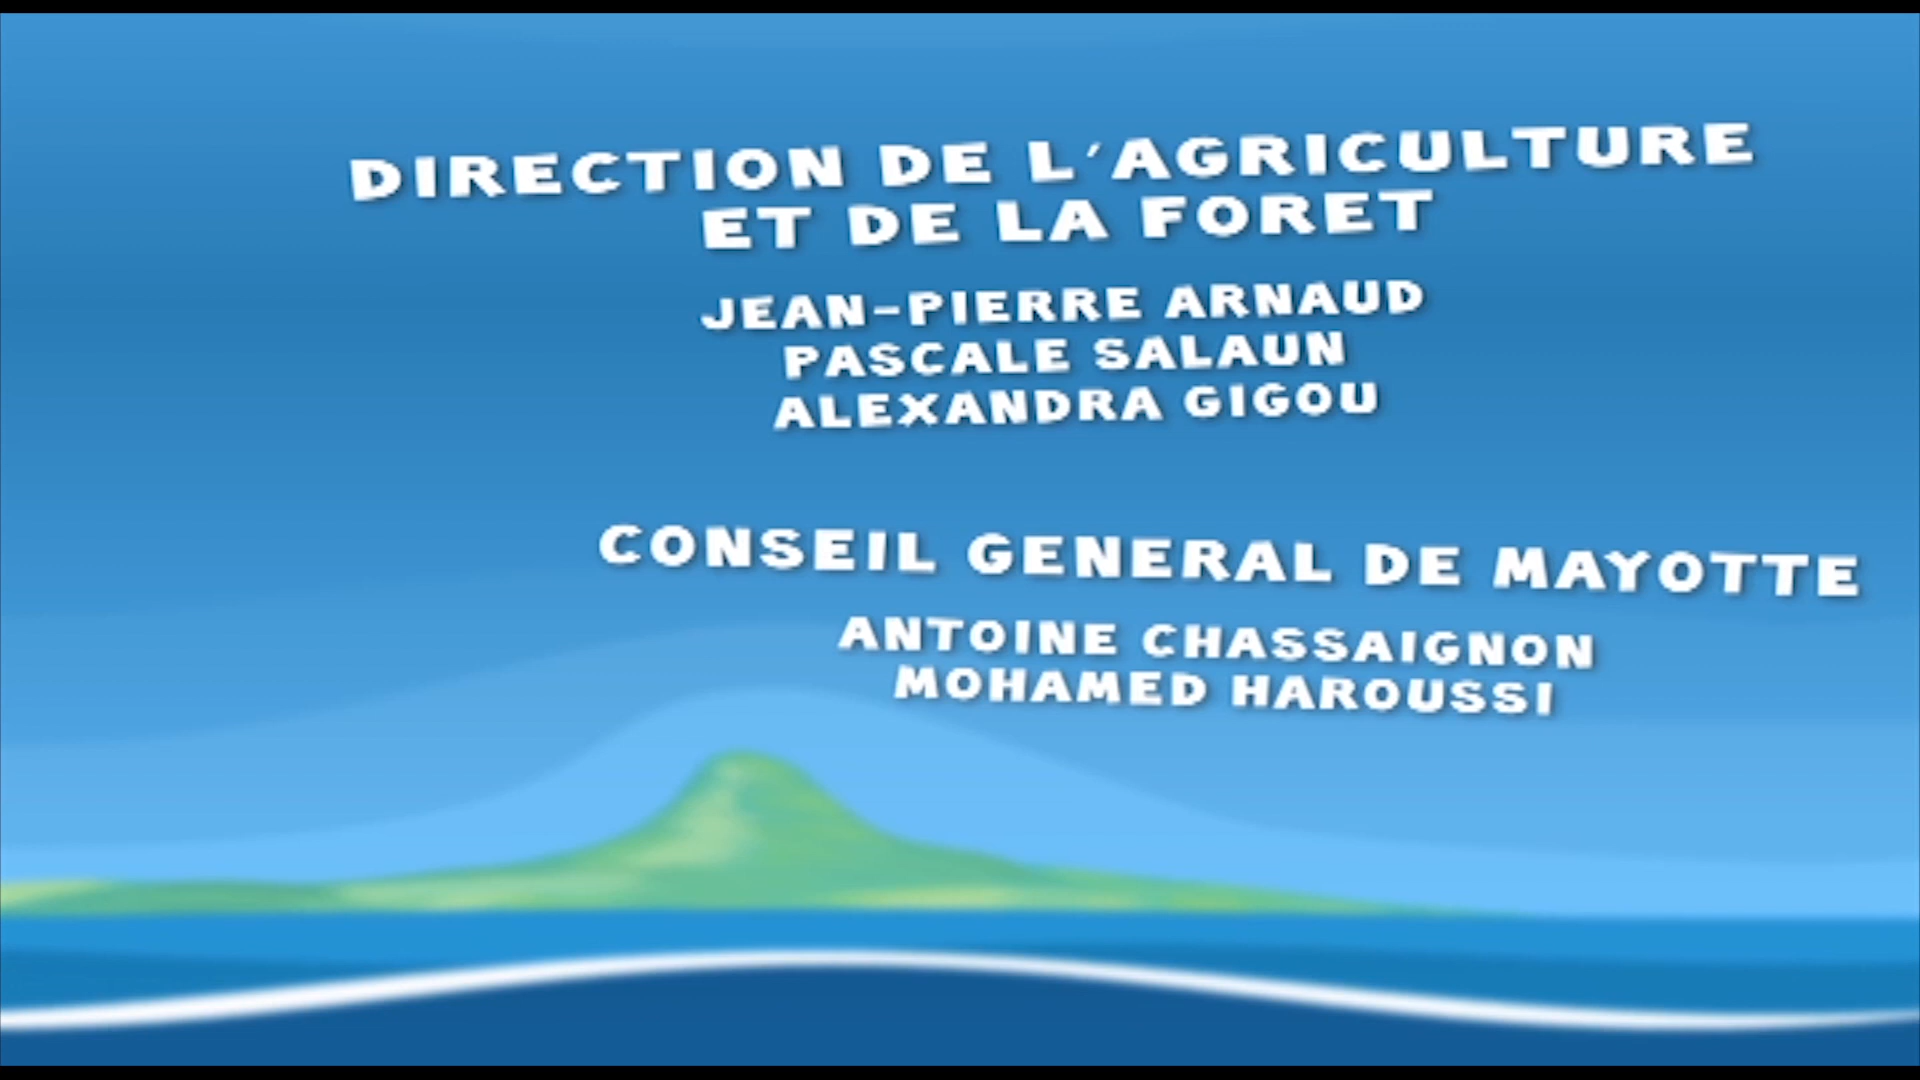 DIRECTION DE L'AGRICULTURE
ET DE LA FORET
JEAN-PIERRE ARNAUD
PASCALE SALAUN
ALEXANDRA GIGOU
CONSEIL GENERAL DE MAYOTTE
ANTOINE CHASSAIGNON
MOHAMED HAROUSSI